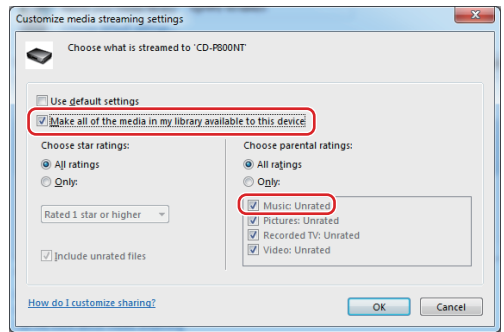 Customize media streaming settings
Choose what is streamed to 'CD-P800NT'
Use default settings
Make all of the media in my library available to this device
Choose star ratings:
All ratings
Only:
Rated 1 star or higher
Include unrated files
Choose parental ratings:
All ratings
Only:
Music: Unrated
Pictures: Unrated
Recorded TV: Unrated
Video: Unrated
How do I customize sharing?
OK
Cancel